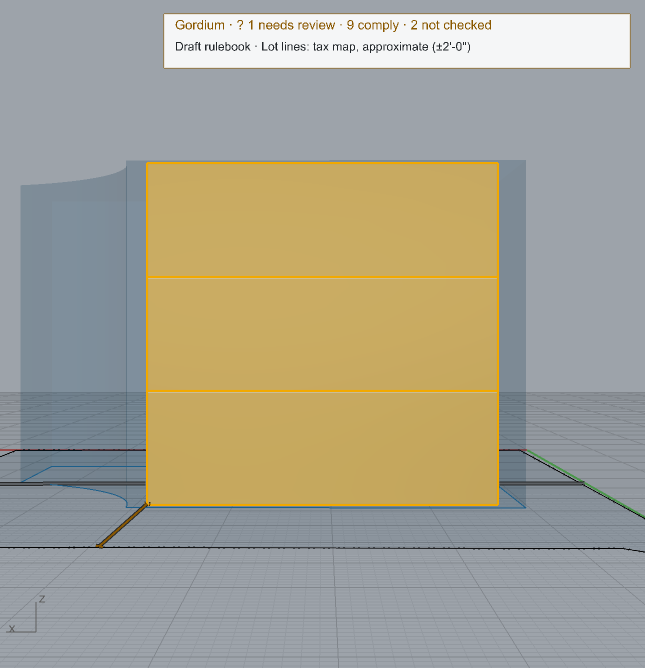 Gordium · ? 1 needs review · 9 comply · 2 not checked
Draft rulebook · Lot lines: tax map, approximate (±2'-0")
z
x